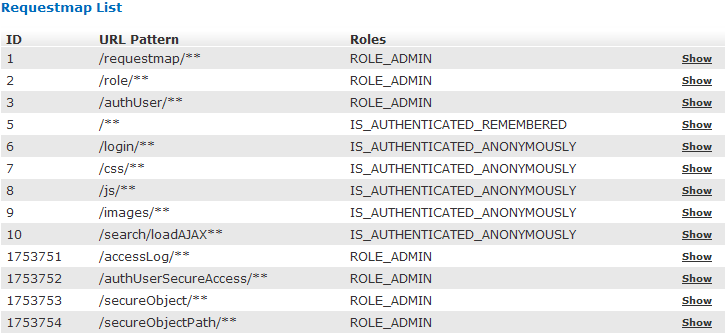 Requestmap List
ID URL Pattern Roles
1 /requestmap/** ROLE_ADMIN Show
2 /role/** ROLE_ADMIN Show
3 /authUser/** ROLE_ADMIN Show
5 /** IS_AUTHENTICATED_REMEMBERED Show
6 /login/** IS_AUTHENTICATED_ANONYMOUSLY Show
7 /css/** IS_AUTHENTICATED_ANONYMOUSLY Show
8 /js/** IS_AUTHENTICATED_ANONYMOUSLY Show
9 /images/** IS_AUTHENTICATED_ANONYMOUSLY Show
10 /search/loadAJAX** IS_AUTHENTICATED_ANONYMOUSLY Show
1753751 /accessLog/** ROLE_ADMIN Show
1753752 /authUserSecureAccess/** ROLE_ADMIN Show
1753753 /secureObject/** ROLE_ADMIN Show
1753754 /secureObjectPath/** ROLE_ADMIN Show